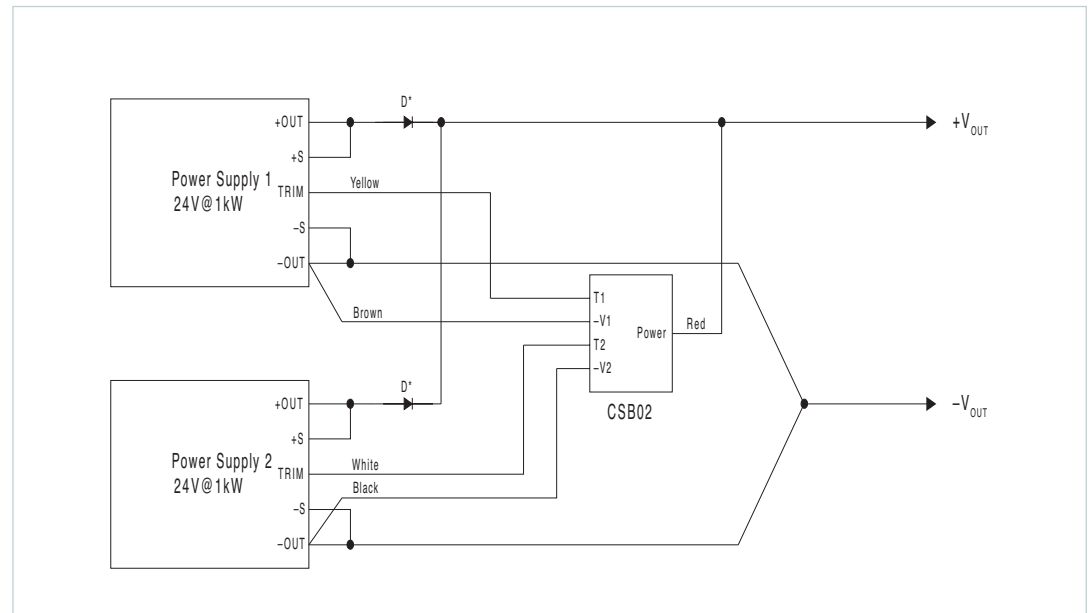 D*
+OUT
+V_OUT
+S
Power Supply 1
24V@1kW
TRIM
Yellow
–S
–OUT
T1
Brown
–V1
Power
Red
T2
–V2
D*
+OUT
–V_OUT
CSB02
+S
Power Supply 2
24V@1kW
TRIM
White
Black
–S
–OUT